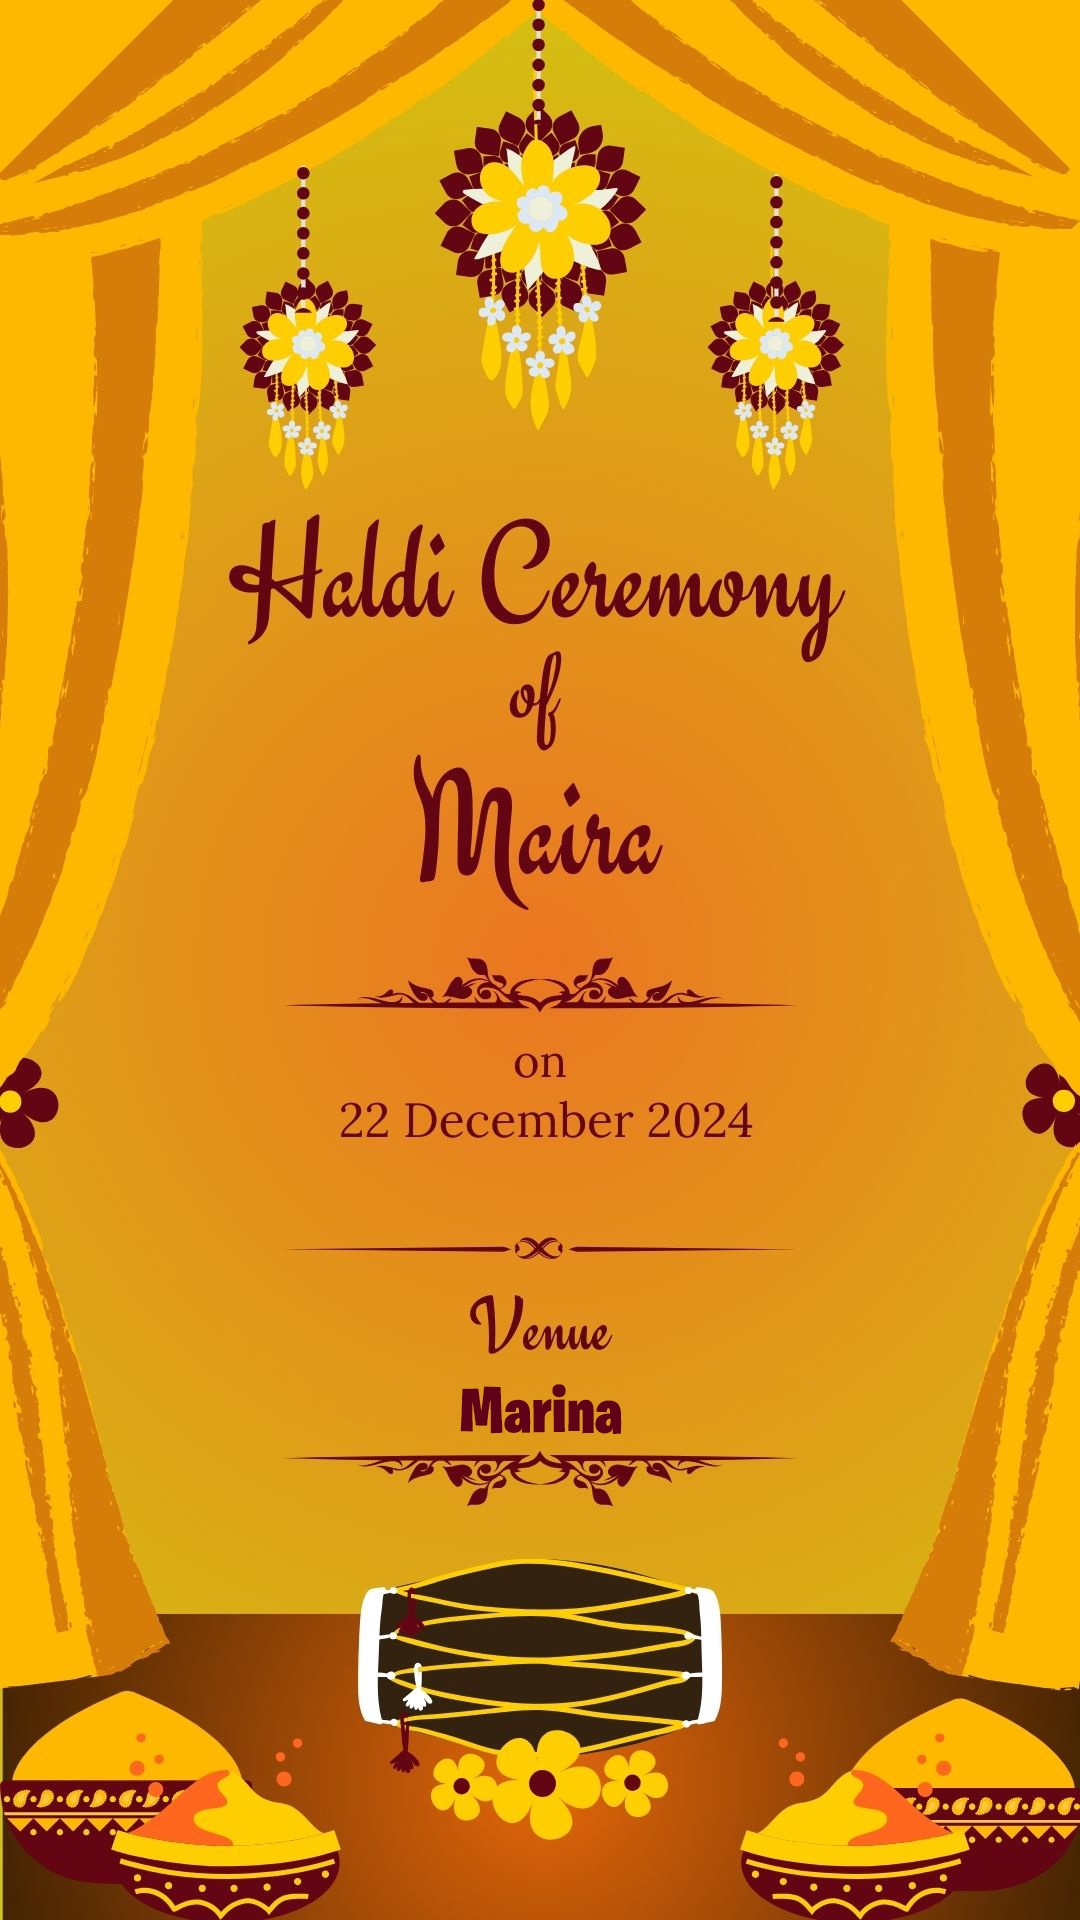 Haldi Ceremony
of
Maira
on
22 December 2024
Venue
Marina